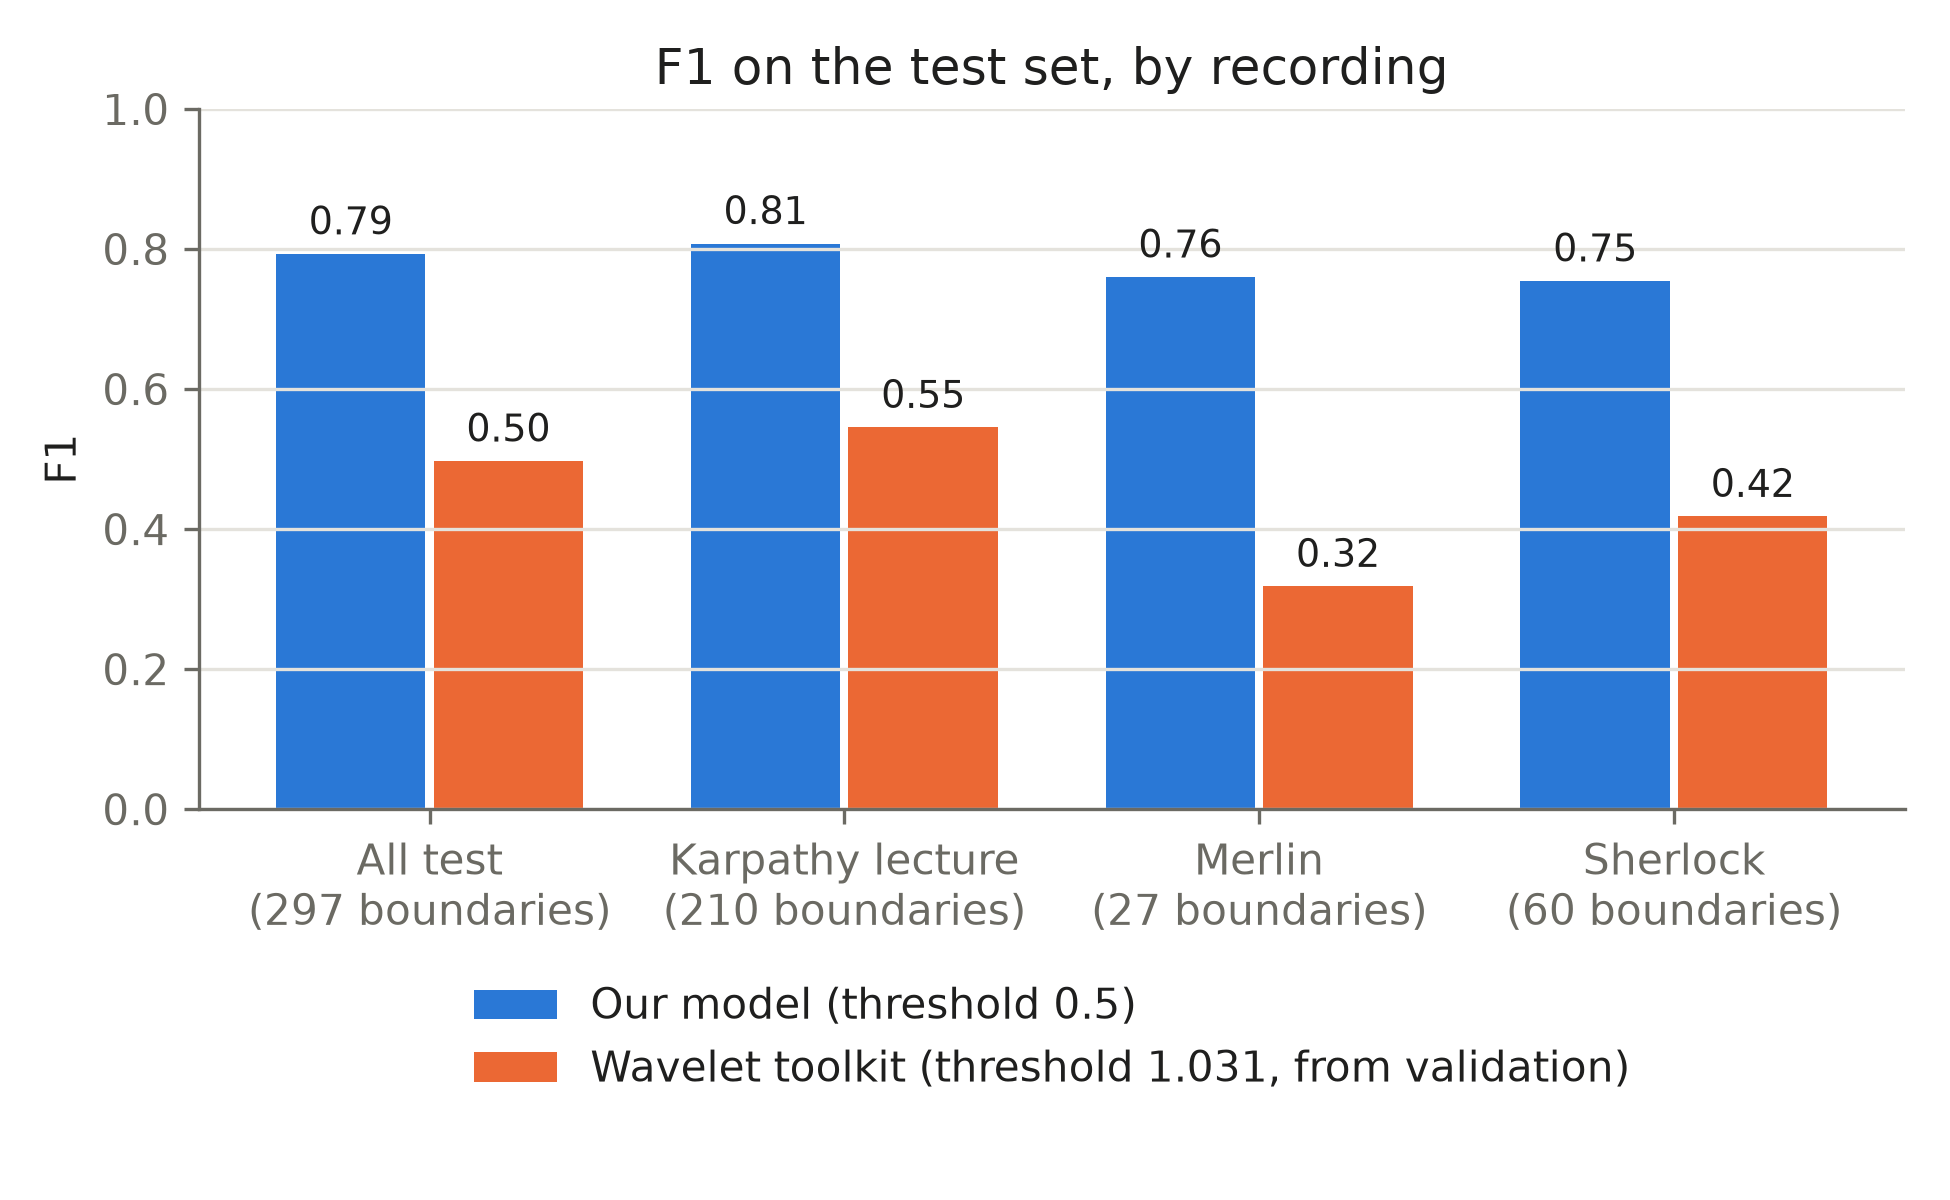 F1 on the test set, by recording
1.0
0.8
0.6
0.4
0.2
0.0
F1
0.79
0.50
0.81
0.55
0.76
0.32
0.75
0.42
All test
(297 boundaries)
Karpathy lecture
(210 boundaries)
Merlin
(27 boundaries)
Sherlock
(60 boundaries)
Our model (threshold 0.5)
Wavelet toolkit (threshold 1.031, from validation)